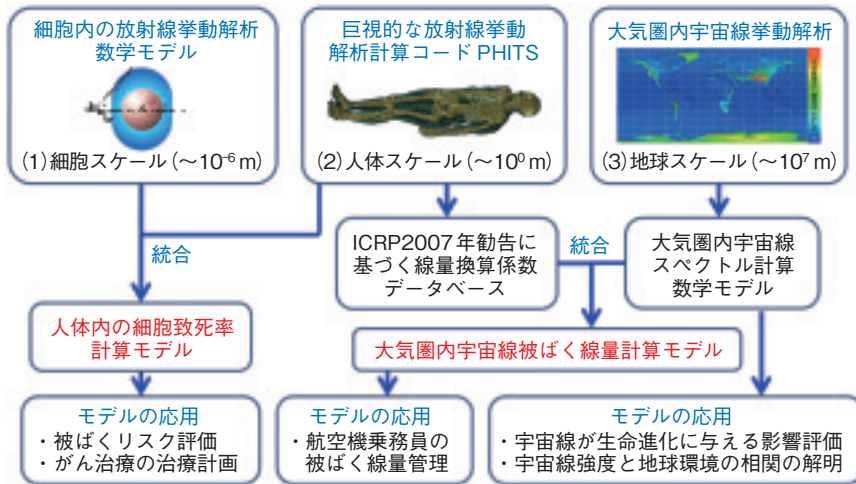 細胞内の放射線挙動解析
数学モデル
(1)細胞スケール(〜10⁻⁶m)
巨視的な放射線挙動
解析計算コード PHITS
(2)人体スケール(〜10⁰m)
大気圏内宇宙線挙動解析
(3)地球スケール(〜10⁷m)
統合
ICRP2007年勧告に
基づく線量換算係数
データベース
統合
大気圏内宇宙線
スペクトル計算
数学モデル
人体内の細胞致死率
計算モデル
大気圏内宇宙線被ばく線量計算モデル
モデルの応用
・被ばくリスク評価
・がん治療の治療計画
モデルの応用
・航空機乗務員の
被ばく線量管理
モデルの応用
・宇宙線が生命進化に与える影響評価
・宇宙線強度と地球環境の相関の解明